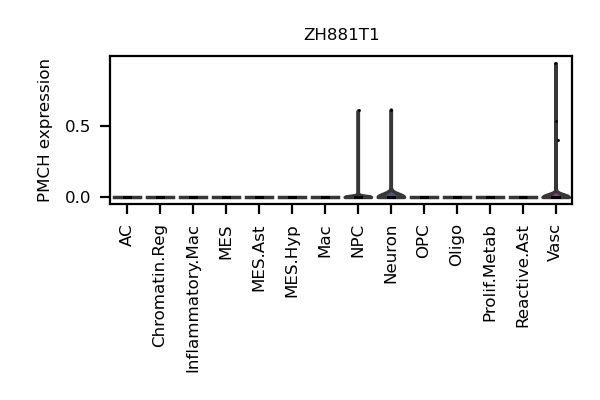 ZH881T1
PMCH expression
0.5
0.0
AC
Chromatin.Reg
Inflammatory.Mac
MES
MES.Ast
MES.Hyp
Mac
NPC
Neuron
OPC
Oligo
Prolif.Metab
Reactive.Ast
Vasc